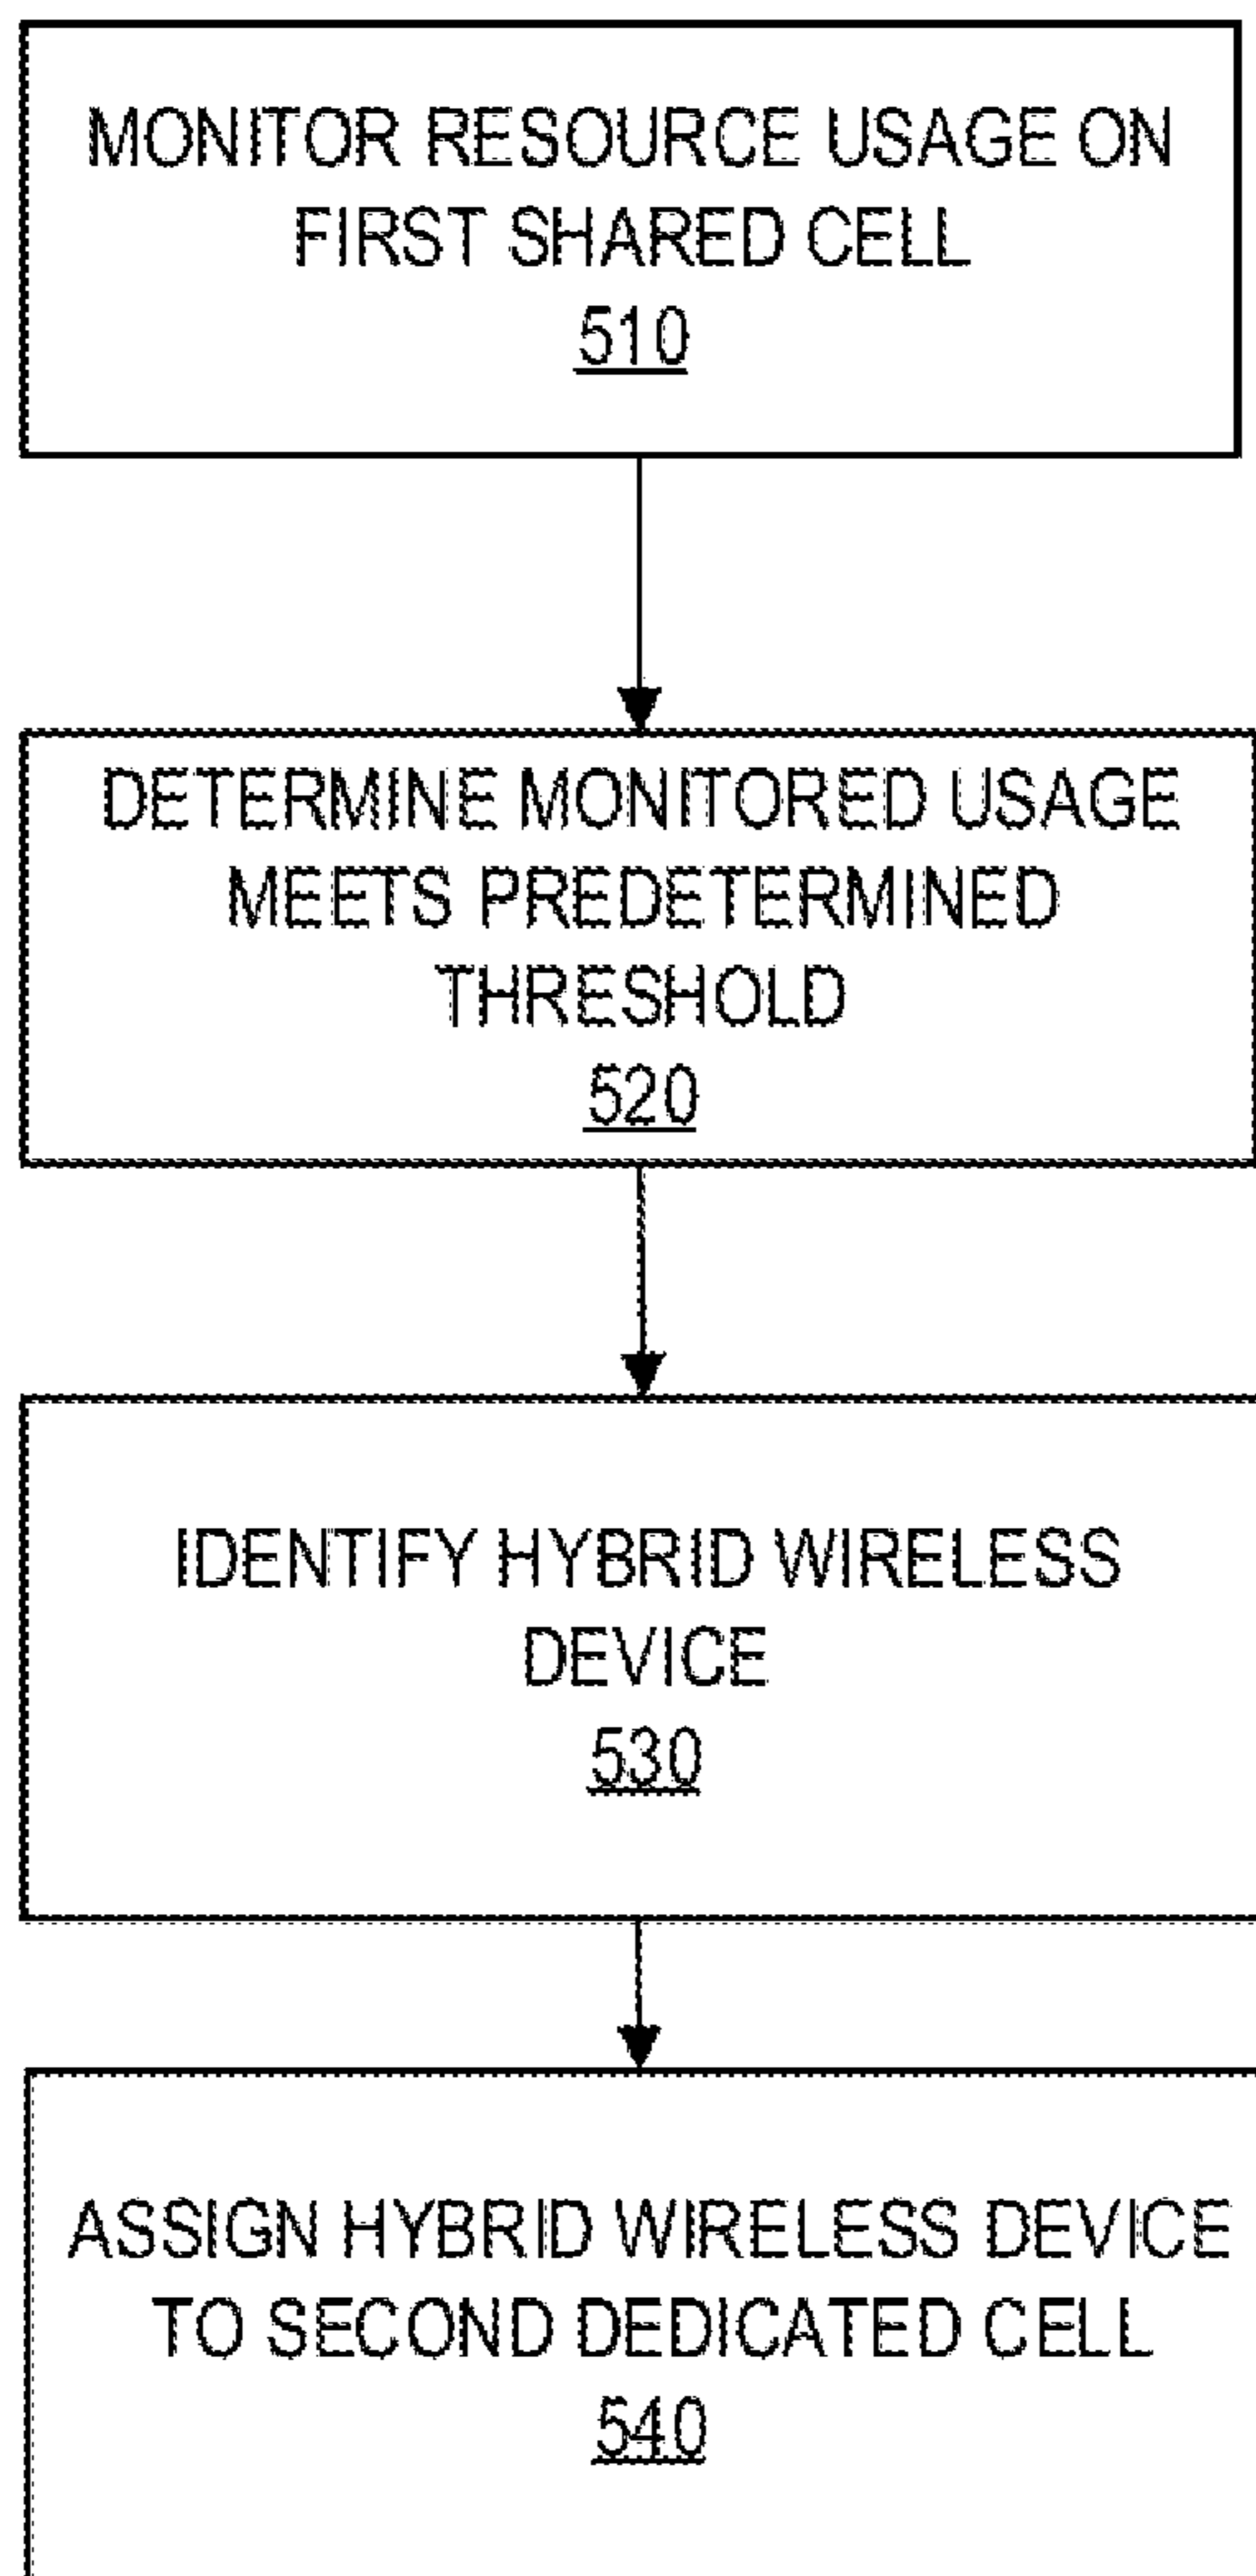 MONITOR RESOURCE USAGE ON
FIRST SHARED CELL
510
DETERMINE MONITORED USAGE
MEETS PREDETERMINED
THRESHOLD
520
IDENTIFY HYBRID WIRELESS
DEVICE
530
ASSIGN HYBRID WIRELESS DEVICE
TO SECOND DEDICATED CELL
540